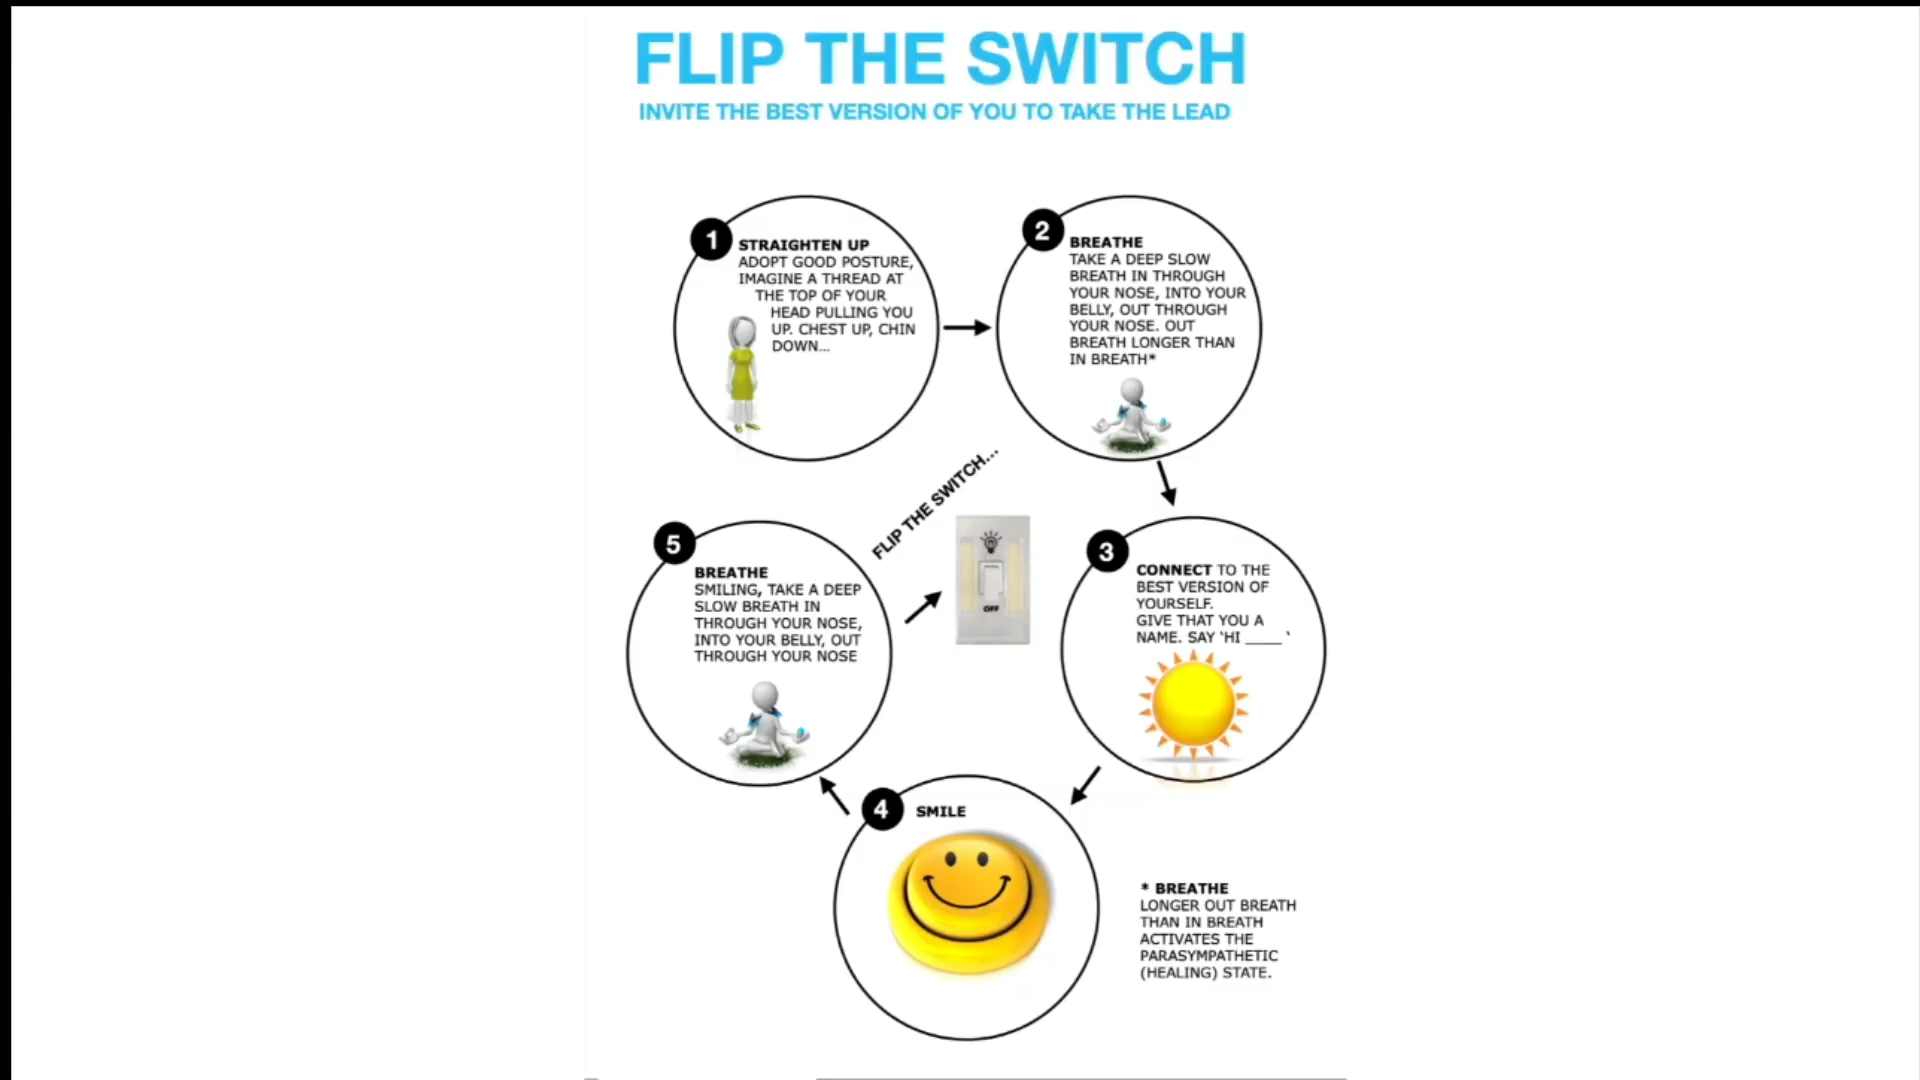 FLIP THE SWITCH
INVITE THE BEST VERSION OF YOU TO TAKE THE LEAD
1
STRAIGHTEN UP
ADOPT GOOD POSTURE,
IMAGINE A THREAD AT
THE TOP OF YOUR
HEAD PULLING YOU
UP. CHEST UP, CHIN
DOWN...
2
BREATHE
TAKE A DEEP SLOW
BREATH IN THROUGH
YOUR NOSE, INTO YOUR
BELLY, OUT THROUGH
YOUR NOSE. OUT
BREATH LONGER THAN
IN BREATH*
3
CONNECT TO THE
BEST VERSION OF
YOURSELF.
GIVE THAT YOU A
NAME. SAY ‘HI ____ ‘
4
SMILE
5
BREATHE
SMILING, TAKE A DEEP
SLOW BREATH IN
THROUGH YOUR NOSE,
INTO YOUR BELLY, OUT
THROUGH YOUR NOSE
FLIP THE SWITCH...
OFF
* BREATHE
LONGER OUT BREATH
THAN IN BREATH
ACTIVATES THE
PARASYMPATHETIC
(HEALING) STATE.